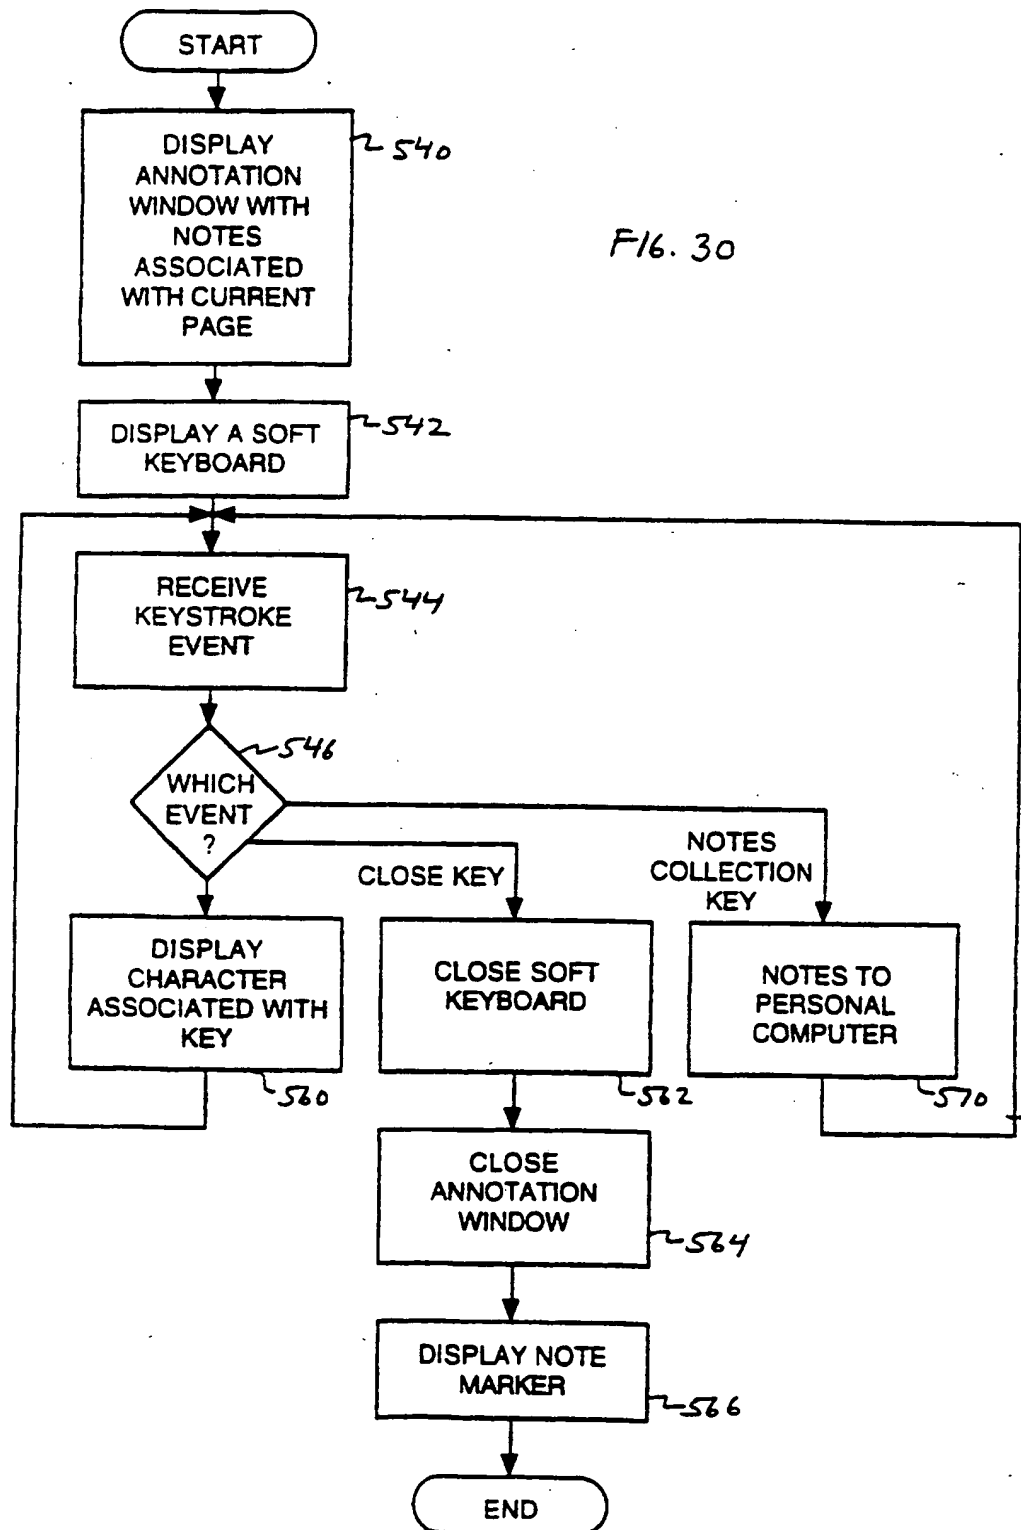 START
DISPLAY
ANNOTATION
WINDOW WITH
NOTES
ASSOCIATED
WITH CURRENT
PAGE
540
FIG. 30
DISPLAY A SOFT
KEYBOARD
542
RECEIVE
KEYSTROKE
EVENT
544
WHICH
EVENT
?
546
CLOSE KEY
NOTES
COLLECTION
KEY
DISPLAY
CHARACTER
ASSOCIATED WITH
KEY
560
CLOSE SOFT
KEYBOARD
562
NOTES TO
PERSONAL
COMPUTER
570
CLOSE
ANNOTATION
WINDOW
564
DISPLAY NOTE
MARKER
566
END